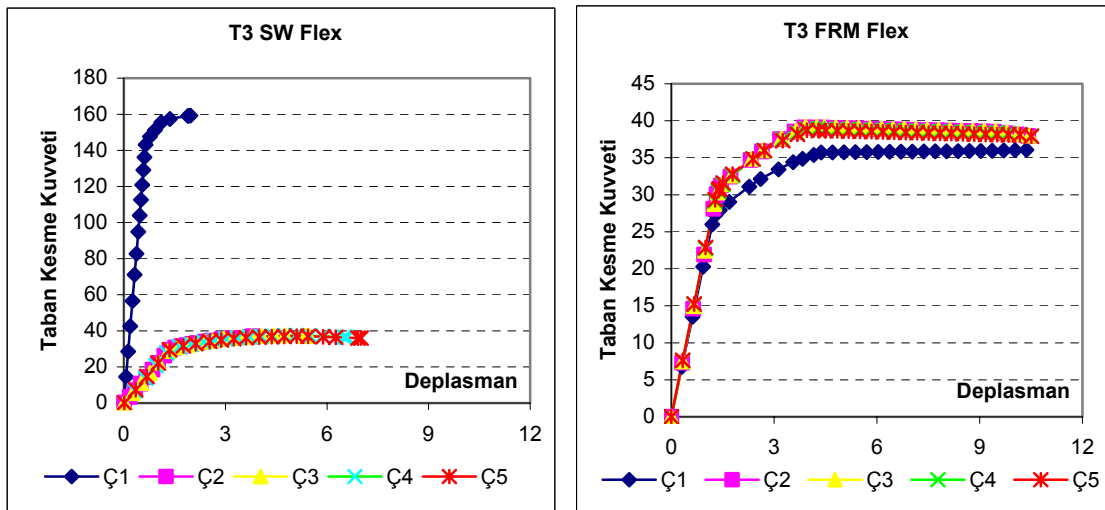 T3 SW Flex
Taban Kesme Kuvveti
180
160
140
120
100
80
60
40
20
0
Deplasman
0 3 6 9 12
Ç1 Ç2 Ç3 Ç4 Ç5
T3 FRM Flex
Taban Kesme Kuvveti
45
40
35
30
25
20
15
10
5
0
Deplasman
0 3 6 9 12
Ç1 Ç2 Ç3 Ç4 Ç5